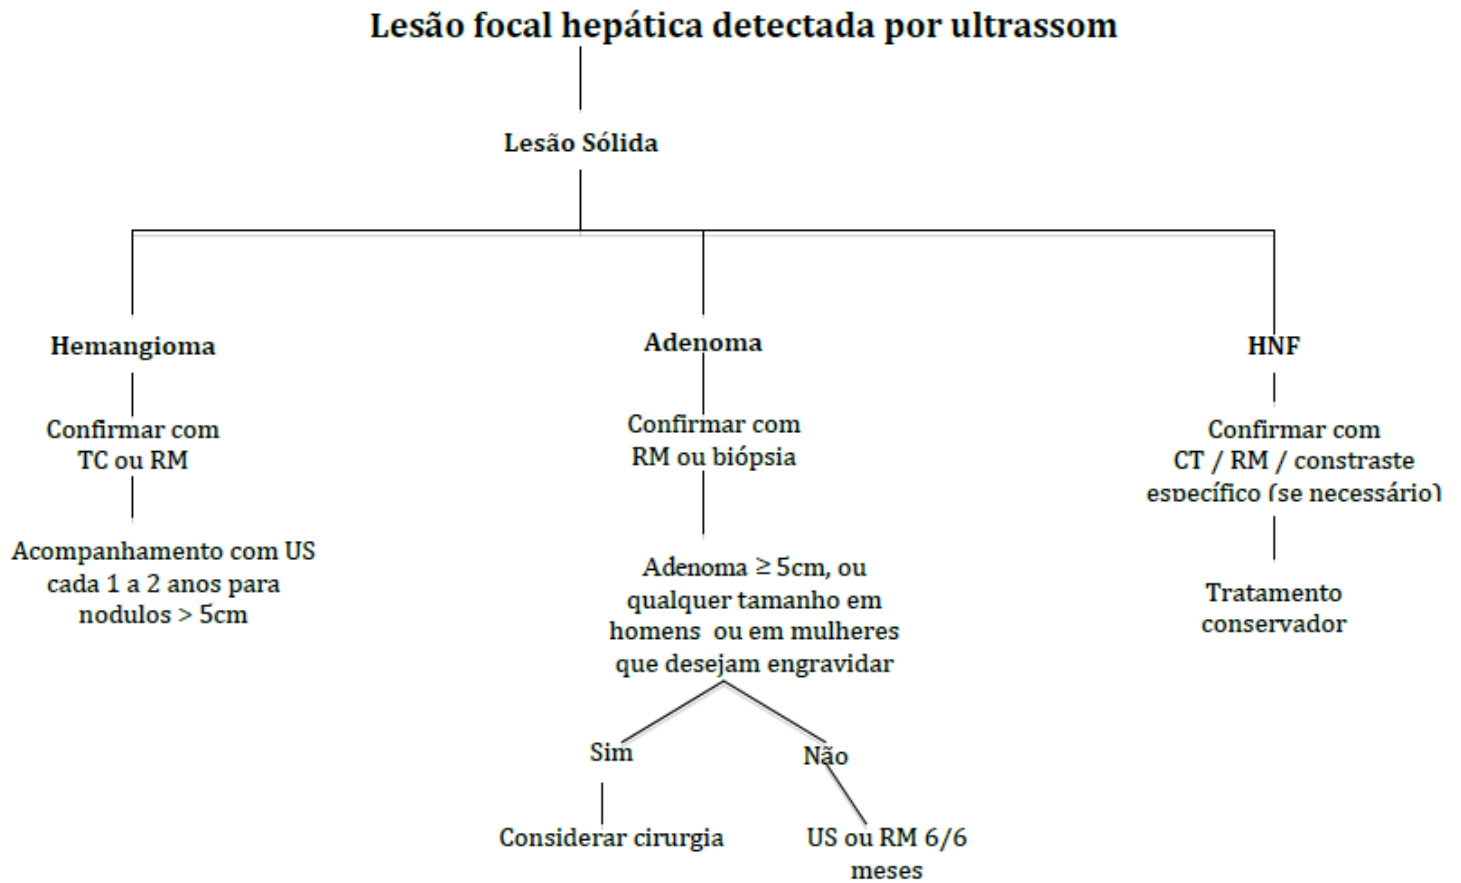 Lesão focal hepática detectada por ultrassom
Lesão Sólida
Hemangioma
Confirmar com
TC ou RM
Acompanhamento com US
cada 1 a 2 anos para
nodulos > 5cm
Adenoma
Confirmar com
RM ou biópsia
Adenoma ≥ 5cm, ou
qualquer tamanho em
homens ou em mulheres
que desejam engravidar
Sim
Não
Considerar cirurgia
US ou RM 6/6
meses
HNF
Confirmar com
CT / RM / constraste
específico (se necessário)
Tratamento
conservador